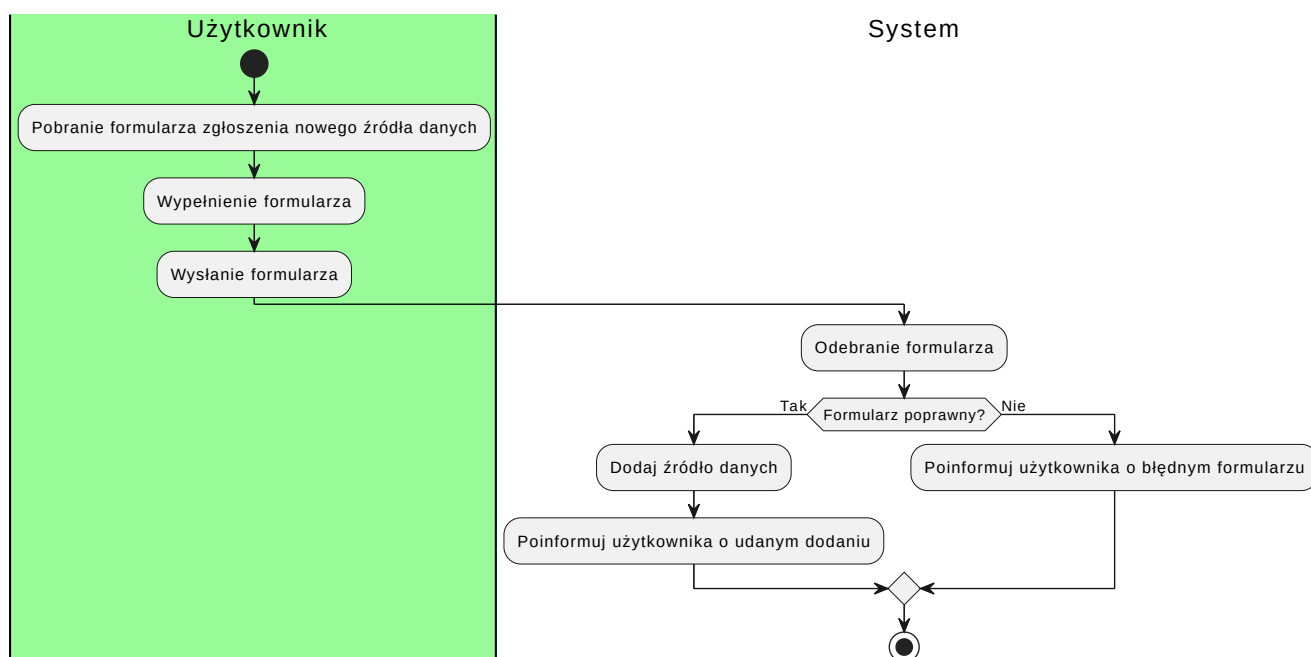 Użytkownik
System
Pobranie formularza zgłoszenia nowego źródła danych
Wypełnienie formularza
Wysłanie formularza
Odebranie formularza
Tak
Formularz poprawny?
Nie
Dodaj źródło danych
Poinformuj użytkownika o błędnym formularzu
Poinformuj użytkownika o udanym dodaniu